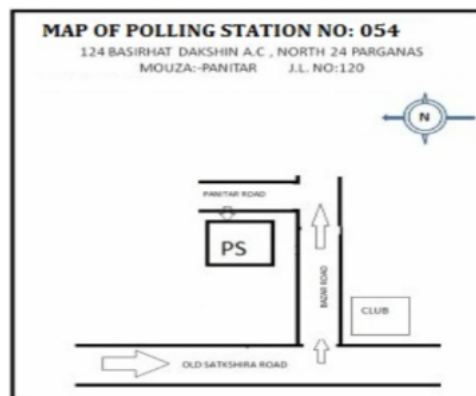 MAP OF POLLING STATION NO: 054
124 BASIRHAT DAKSHIN A.C , NORTH 24 PARGANAS
MOUZA:-PANITAR J.L. NO:120
N
PANITAR ROAD
PS
BAZAR ROAD
CLUB
OLD SATKSHIRA ROAD